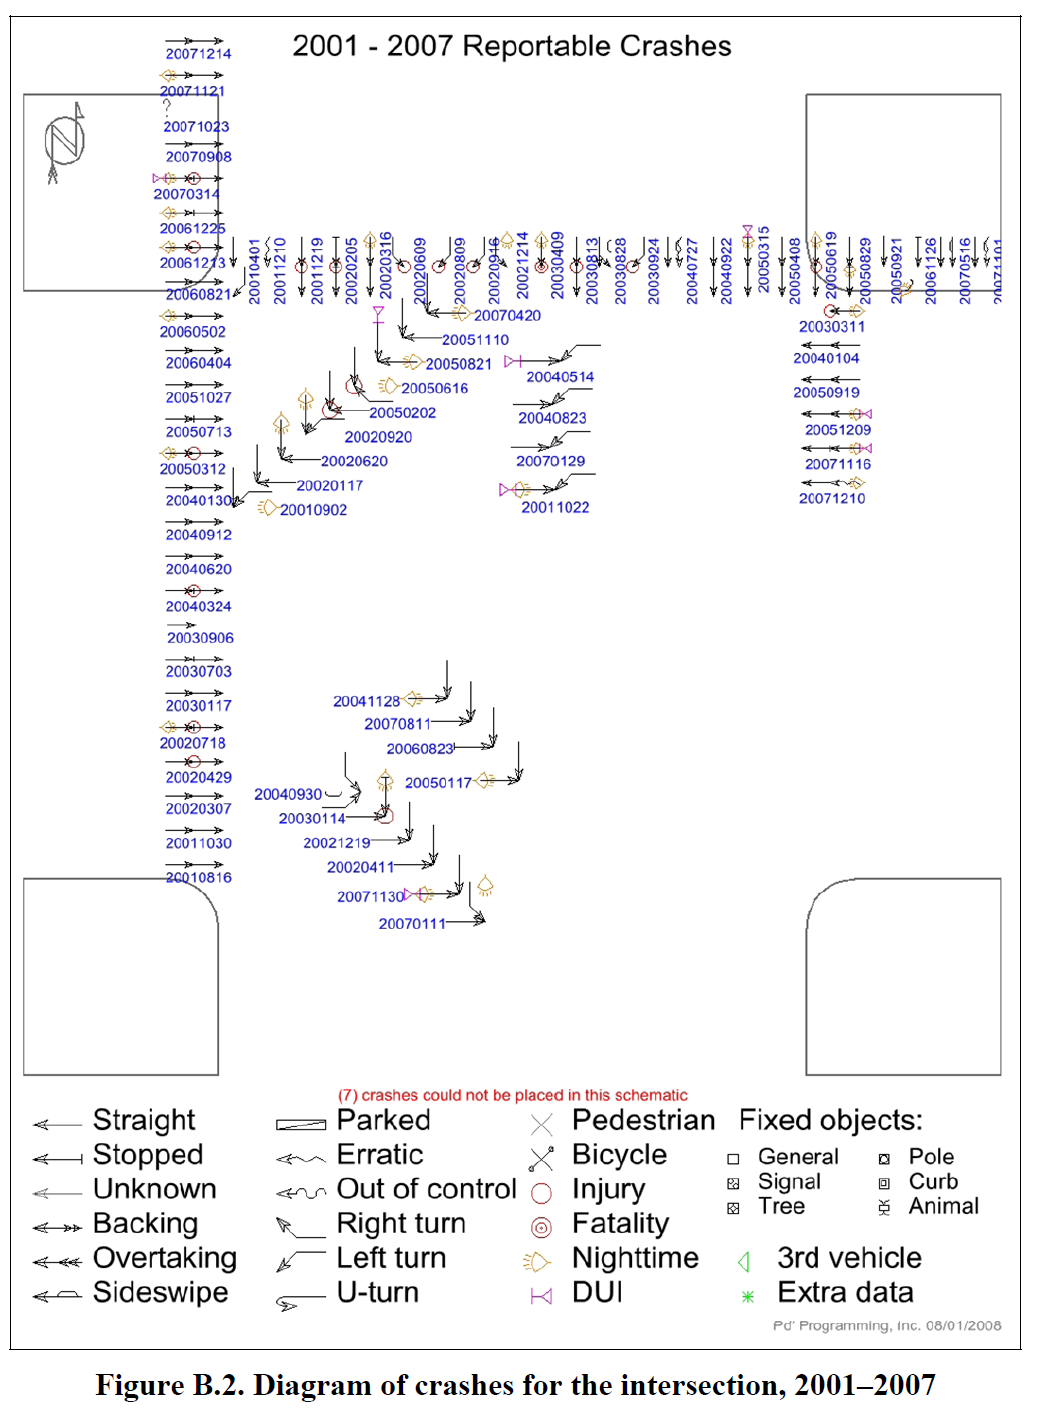 2001 - 2007 Reportable Crashes
20071214
20071121
?
20071023
20070908
20070314
20061225
20061213
20060821
20060502
20060404
20051027
20050713
20050312
20040130
20040912
20040620
20040324
20030906
20030703
20030117
20020718
20020429
20020307
20011030
20010816
20010401
20011210
20011219
20020205
20020316
20020609
20020809
20020916
20021214
20030409
20030813
20030828
20030924
20040727
20040922
20050315
20050408
20050619
20050829
20050921
20061126
20070516
20071101
20070420
20051110
20050821
20050616
20050202
20020920
20020620
20020117
20010902
20040514
20040823
20070129
20011022
20030311
20040104
20050919
20051209
20071116
20071210
20041128
20070811
20060823
20050117
20040930
20030114
20021219
20020411
20071130
20070111
(7) crashes could not be placed in this schematic
Straight
Stopped
Unknown
Backing
Overtaking
Sideswipe
Parked
Erratic
Out of control
Right turn
Left turn
U-turn
Pedestrian
Bicycle
Injury
Fatality
Nighttime
DUI
Fixed objects:
General
Signal
Tree
Pole
Curb
Animal
3rd vehicle
Extra data
Pd' Programming, Inc. 08/01/2008
Figure B.2. Diagram of crashes for the intersection, 2001–2007